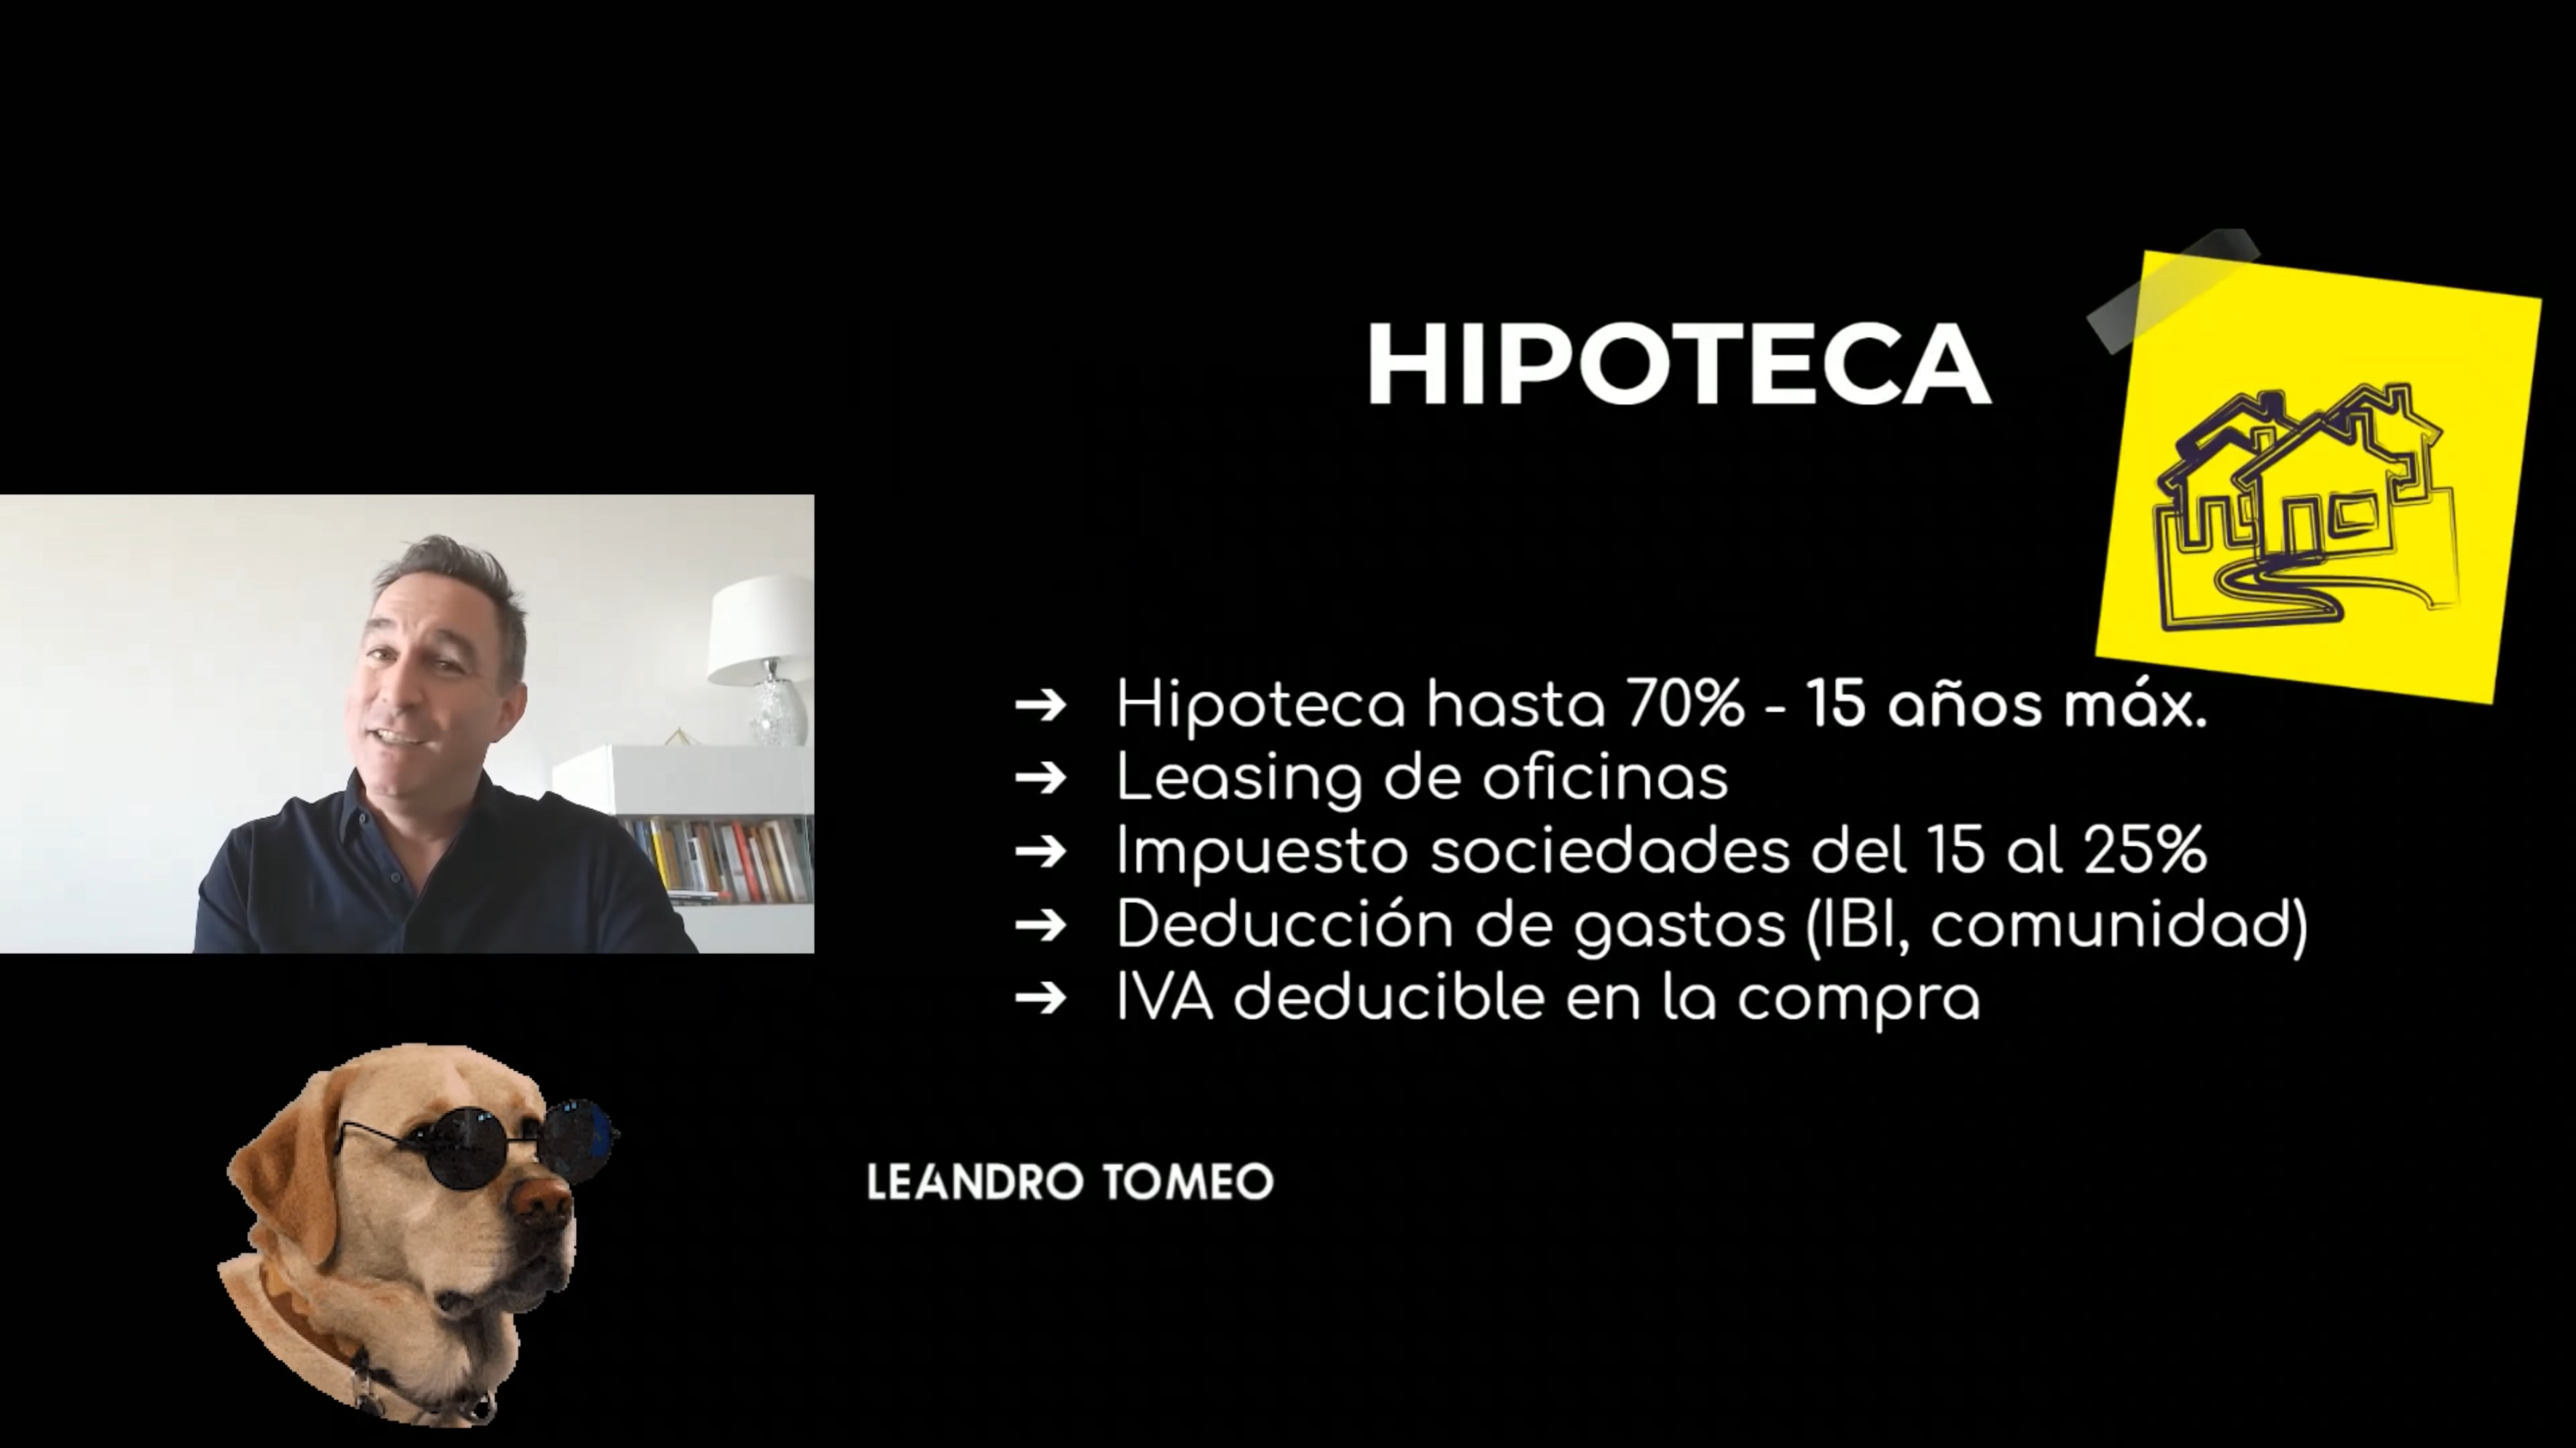 HIPOTECA
➔ Hipoteca hasta 70% - 15 años máx.
➔ Leasing de oficinas
➔ Impuesto sociedades del 15 al 25%
➔ Deducción de gastos (IBI, comunidad)
➔ IVA deducible en la compra
LEANDRO TOMEO